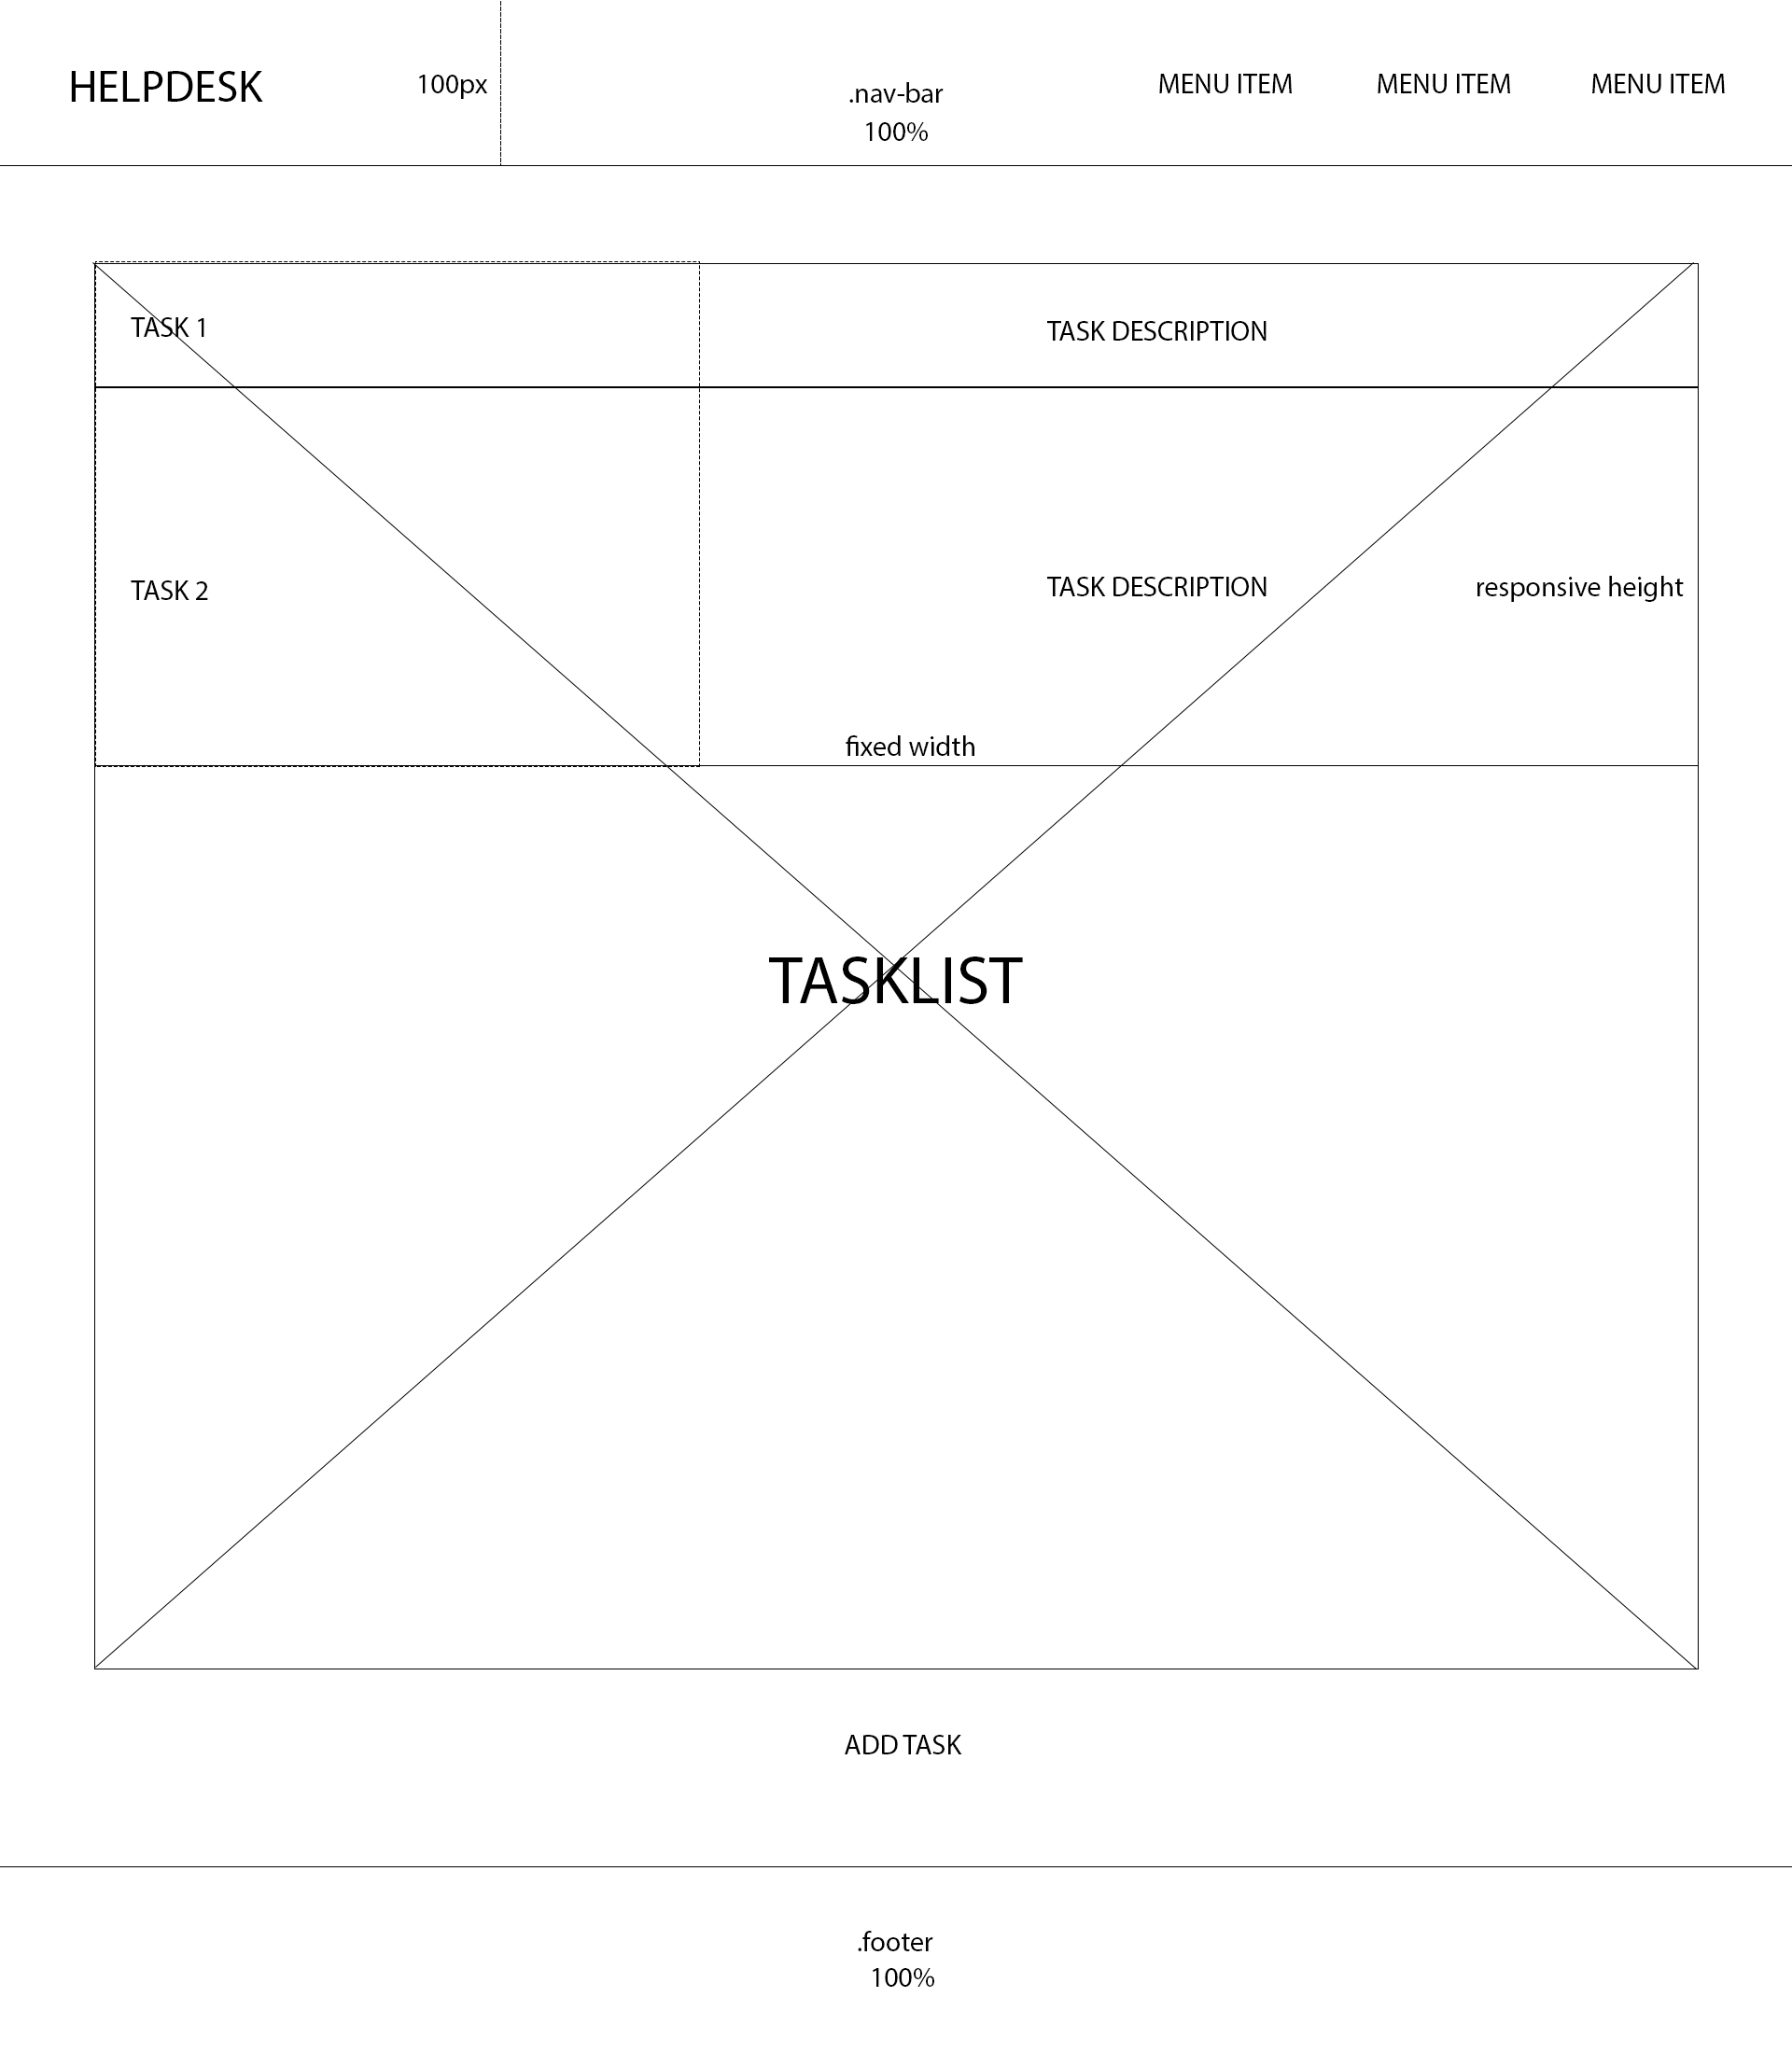 HELPDESK
100px
.nav-bar
100%
MENU ITEM
MENU ITEM
MENU ITEM
TASK 1
TASK DESCRIPTION
TASK 2
TASK DESCRIPTION
responsive height
fixed width
TASKLIST
ADD TASK
.footer
100%